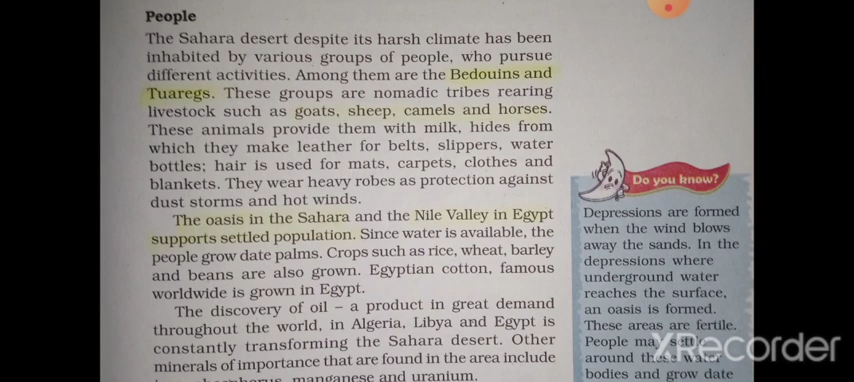 People
The Sahara desert despite its harsh climate has been
inhabited by various groups of people, who pursue
different activities. Among them are the Bedouins and
Tuaregs. These groups are nomadic tribes rearing
livestock such as goats, sheep, camels and horses.
These animals provide them with milk, hides from
which they make leather for belts, slippers, water
bottles; hair is used for mats, carpets, clothes and
blankets. They wear heavy robes as protection against
dust storms and hot winds.
The oasis in the Sahara and the Nile Valley in Egypt
supports settled population. Since water is available, the
people grow date palms. Crops such as rice, wheat, barley
and beans are also grown. Egyptian cotton, famous
worldwide is grown in Egypt.
The discovery of oil – a product in great demand
throughout the world, in Algeria, Libya and Egypt is
constantly transforming the Sahara desert. Other
minerals of importance that are found in the area include
manganese and uranium.
Do you know?
Depressions are formed
when the wind blows
away the sands. In the
depressions where
underground water
reaches the surface,
an oasis is formed.
These areas are fertile.
People may settle
around these water
bodies and grow date
XRecorder